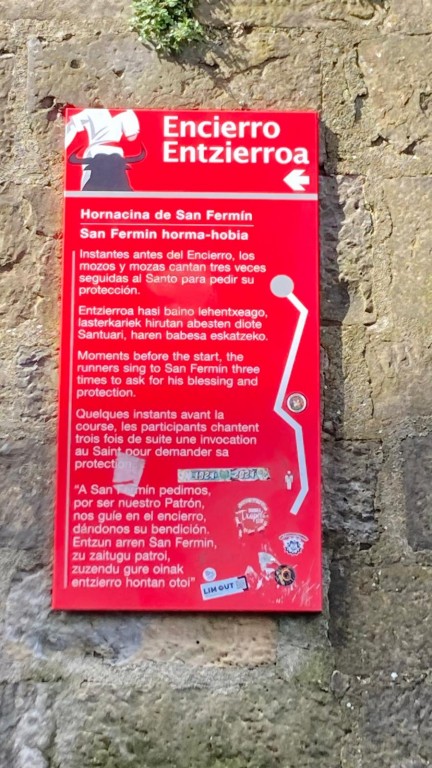 Encierro
Entzierroa
Hornacina de San Fermín
San Fermin horma-hobia
Instantes antes del Encierro, los
mozos y mozas cantan tres veces
seguidas al Santo para pedir su
protección.
Entzierroa hasi baino lehentxeago,
lasterkariek hirutan abesten diote
Santuari, haren babesa eskatzeko.
Moments before the start, the
runners sing to San Fermin three
times to ask for his blessing and
protection.
Quelques instants avant la
course, les participants chantent
trois fois de suite une invocation
au Saint pour demander sa
protectio
"A San Fermín pedimos,
por ser nuestro Patrón,
nos guíe en el encierro,
dándonos su bendición.
Entzun arren San Fermin,
zu zaitugu patroi,
zuzendu gure oinak
entzierro hontan otoi"
1924 2024
LIM GUT